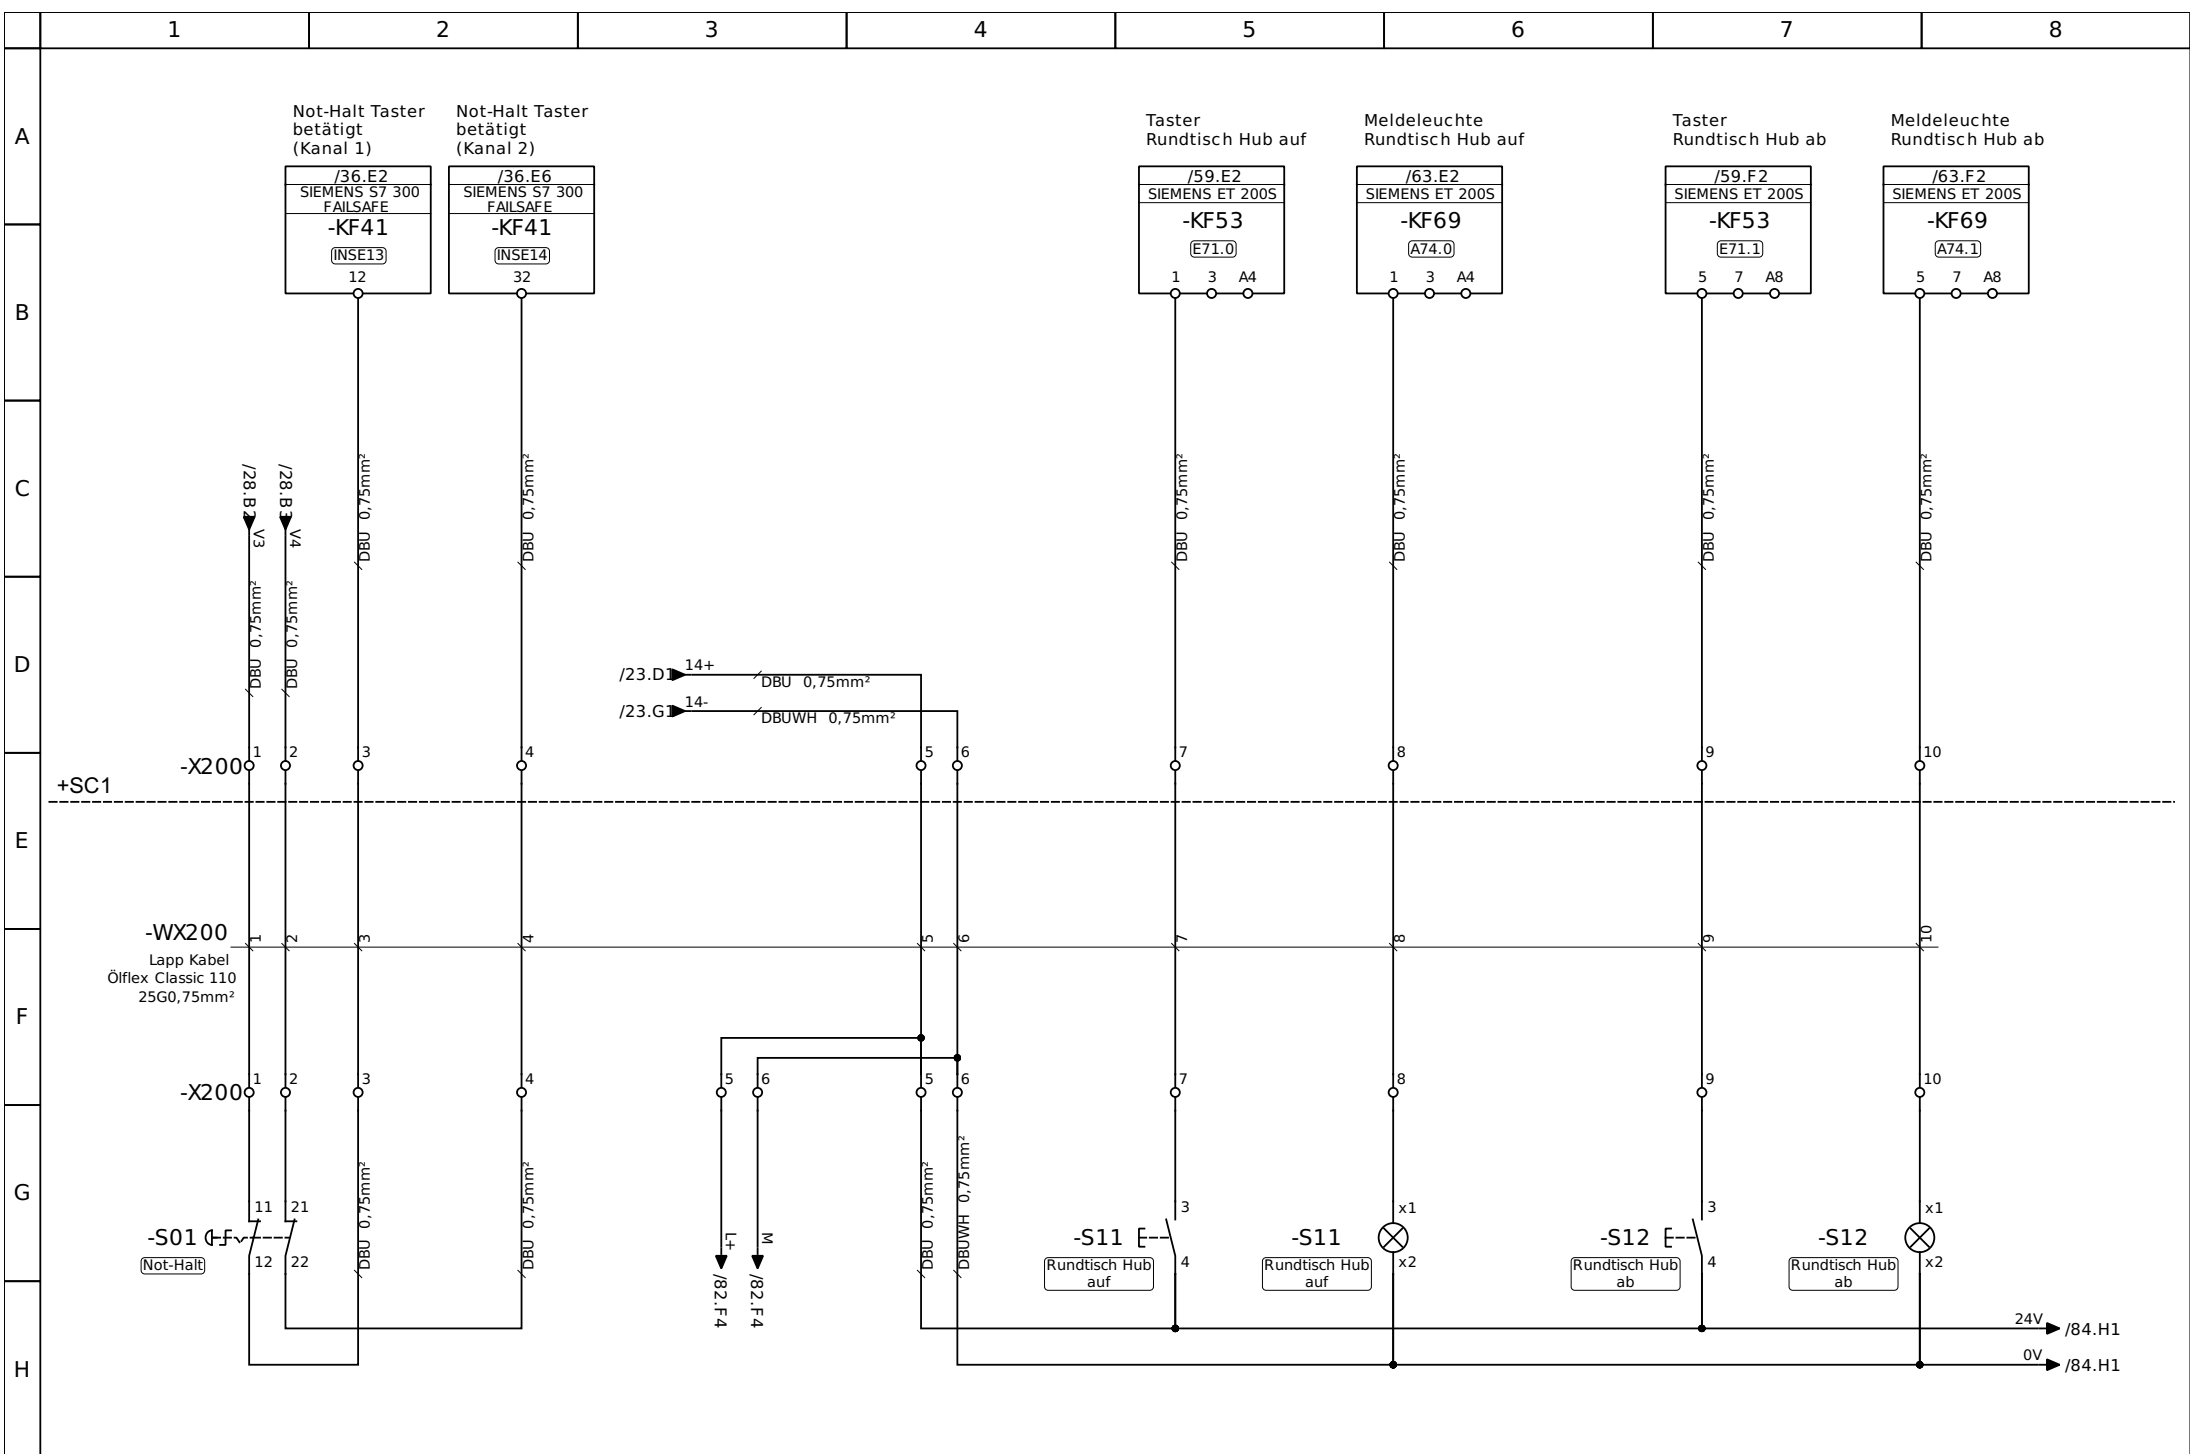 1 2 3 4 5 6 7 8
A
Not-Halt Taster
betätigt
(Kanal 1)
Not-Halt Taster
betätigt
(Kanal 2)
Taster
Rundtisch Hub auf
Meldeleuchte
Rundtisch Hub auf
Taster
Rundtisch Hub ab
Meldeleuchte
Rundtisch Hub ab
/36.E2
SIEMENS S7 300
FAILSAFE
-KF41
INSE13
12
/36.E6
SIEMENS S7 300
FAILSAFE
-KF41
INSE14
32
/59.E2
SIEMENS ET 200S
-KF53
E71.0
1 3 A4
/63.E2
SIEMENS ET 200S
-KF69
A74.0
1 3 A4
/59.F2
SIEMENS ET 200S
-KF53
E71.1
5 7 A8
/63.F2
SIEMENS ET 200S
-KF69
A74.1
5 7 A8
B
C
/28.B2
V3
/28.B3
V4
DBU 0,75mm²
DBU 0,75mm²
DBU 0,75mm²
DBU 0,75mm²
DBU 0,75mm²
DBU 0,75mm²
DBU 0,75mm²
DBU 0,75mm²
D
/23.D1 14+
DBU 0,75mm²
/23.G1 14-
DBUWH 0,75mm²
-X200 1 2 3 4 5 6 7 8 9 10
+SC1
E
-WX200 1 2 3 4 5 6 7 8 9 10
Lapp Kabel
Ölflex Classic 110
25G0,75mm²
F
-X200 1 2 3 4 5 6 5 6 7 8 9 10
G
DBU 0,75mm²
DBU 0,75mm²
L+
/82.F4
M
/82.F4
DBU 0,75mm²
DBUWH 0,75mm²
-S01
Not-Halt
11 21
12 22
-S11
Rundtisch Hub
auf
3
4
-S11
Rundtisch Hub
auf
x1
x2
-S12
Rundtisch Hub
ab
3
4
-S12
Rundtisch Hub
ab
x1
x2
H
24V /84.H1
0V /84.H1